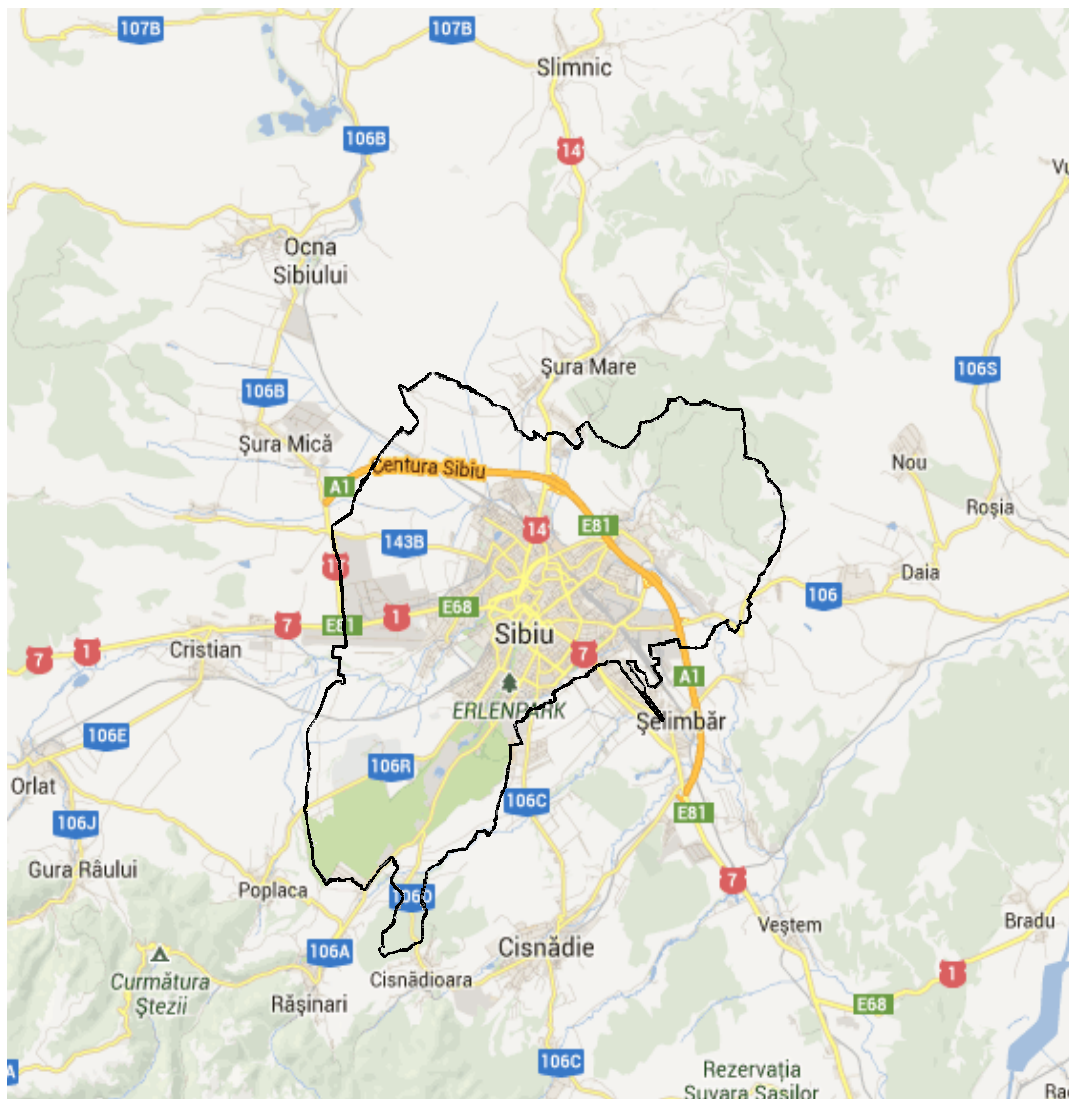 107B
107B
Slimnic
106B
14
Ocna
Sibiului
Şura Mare
106S
106B
Şura Mică
Centura Sibiu
Nou
A1
Roşia
14
E81
143B
Daia
106
E68
1
7
E81
Sibiu
7
Cristian
1
7
A1
ERLENPARK
Şelimbăr
106E
106R
Orlat
106C
E81
106J
Gura Râului
7
Poplaca
106D
Veştem
Bradu
106A
Cisnădie
1
Curmătura
Ştezii
Cisnădioara
Răşinari
E68
106C
Rezervaţia
Suvara Saşilor